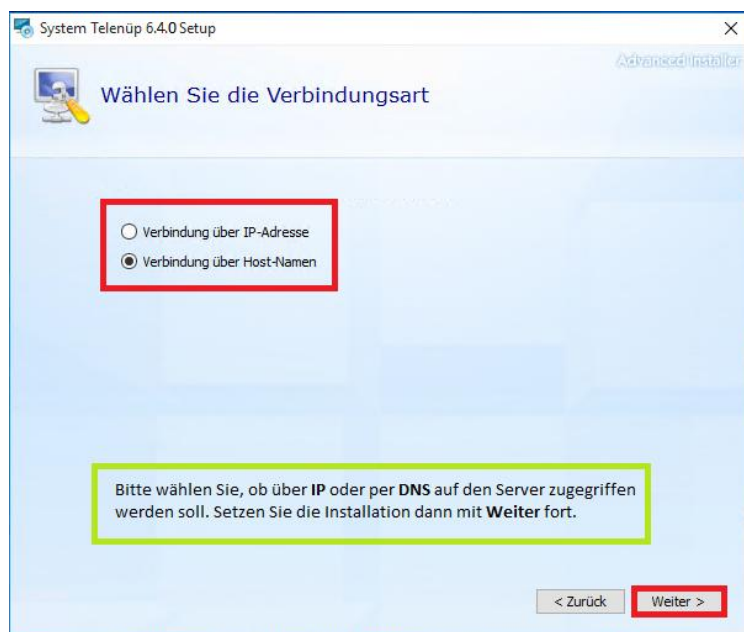 System Telenüp 6.4.0 Setup
Advanced Installer
Wählen Sie die Verbindungsart
Verbindung über IP-Adresse
Verbindung über Host-Namen
Bitte wählen Sie, ob über IP oder per DNS auf den Server zugegriffen
werden soll. Setzen Sie die Installation dann mit Weiter fort.
< Zurück
Weiter >